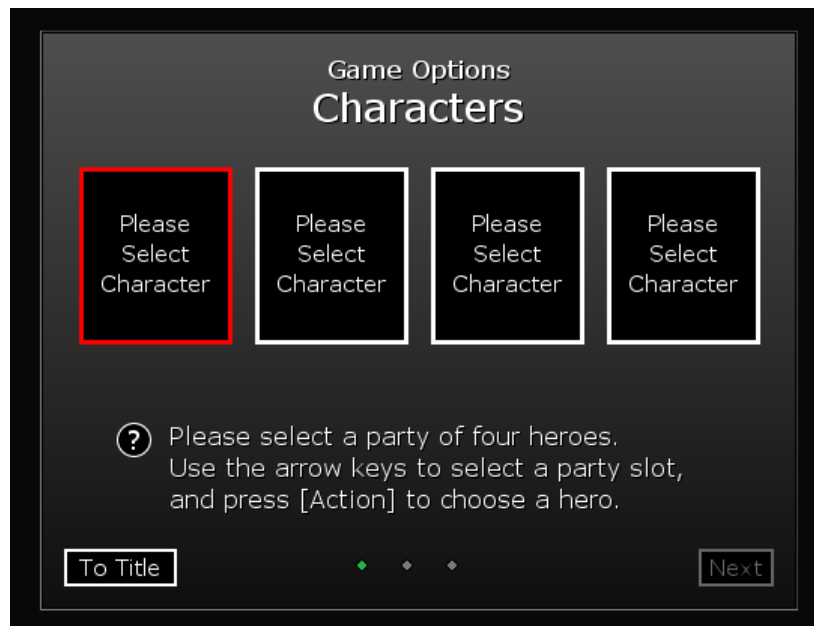 Game Options
Characters
Please
Select
Character
Please
Select
Character
Please
Select
Character
Please
Select
Character
? Please select a party of four heroes.
Use the arrow keys to select a party slot,
and press [Action] to choose a hero.
To Title
Next